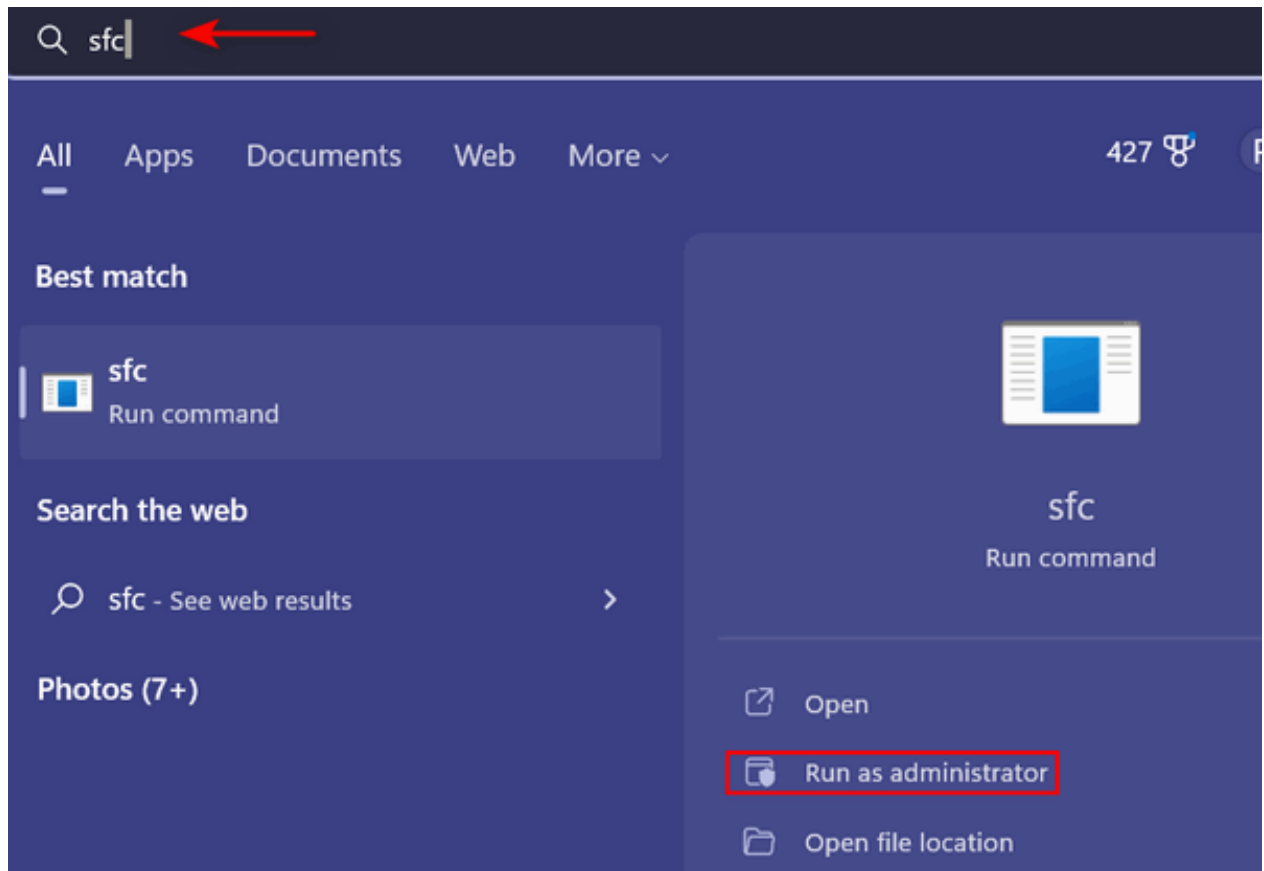 sfc
All Apps Documents Web More
427
Best match
sfc
Run command
Search the web
sfc - See web results
Photos (7+)
sfc
Run command
Open
Run as administrator
Open file location